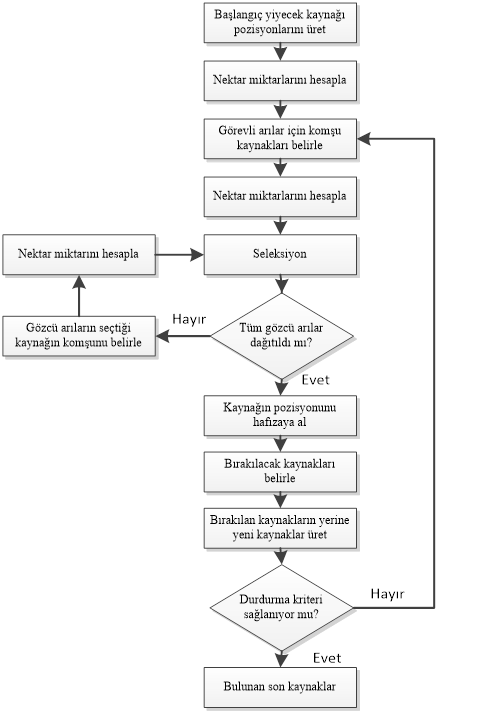 Başlangıç yiyecek kaynağı
pozisyonlarını üret
Nektar miktarlarını hesapla
Görevli arılar için komşu
kaynakları belirle
Nektar miktarlarını hesapla
Nektar miktarını hesapla
Seleksiyon
Hayır
Gözcü arıların seçtiği
kaynağın komşunu belirle
Tüm gözcü arılar
dağıtıldı mı?
Evet
Kaynağın pozisyonunu
hafızaya al
Bırakılacak kaynakları
belirle
Bırakılan kaynakların yerine
yeni kaynaklar üret
Durdurma kriteri
sağlanıyor mu?
Hayır
Evet
Bulunan son kaynaklar